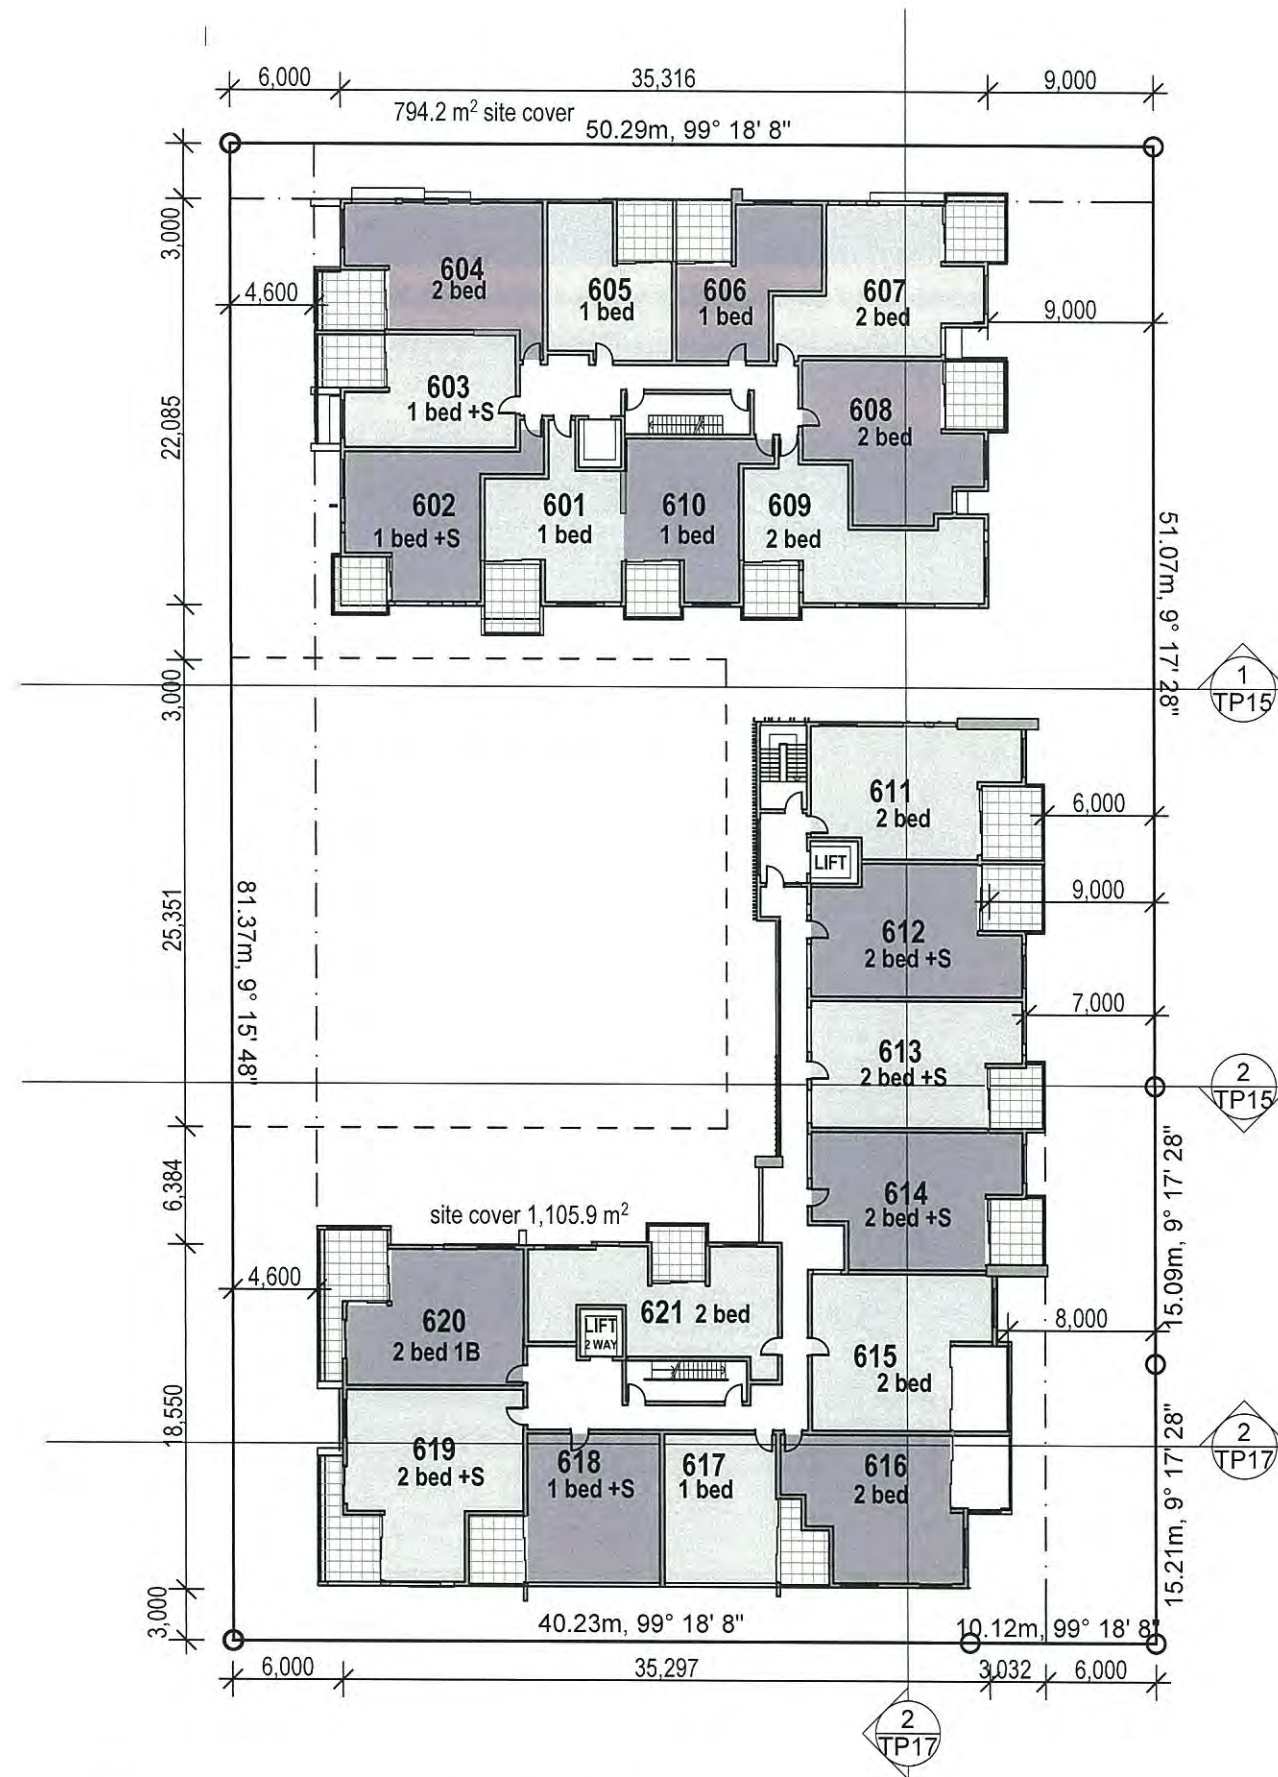 6,000
35,316
9,000
794.2 m² site cover
50.29m, 99° 18' 8"
3,000
4,600
22,085
3,000
25,351
81.37m, 9° 15' 48"
6,384
4,600
18,550
3,000
604
2 bed
605
1 bed
606
1 bed
607
2 bed
9,000
603
1 bed +S
608
2 bed
602
1 bed +S
601
1 bed
610
1 bed
609
2 bed
51.07m, 9° 17' 28"
1
TP15
611
2 bed
6,000
LIFT
9,000
612
2 bed +S
7,000
613
2 bed +S
2
TP15
614
2 bed +S
15.09m, 9° 17' 28"
site cover 1,105.9 m²
620
2 bed 1B
LIFT
2 WAY
621 2 bed
8,000
615
2 bed
619
2 bed +S
618
1 bed +S
617
1 bed
616
2 bed
2
TP17
15.21m, 9° 17' 28"
40.23m, 99° 18' 8"
10.12m, 99° 18' 8"
6,000
35,297
3,032
6,000
2
TP17